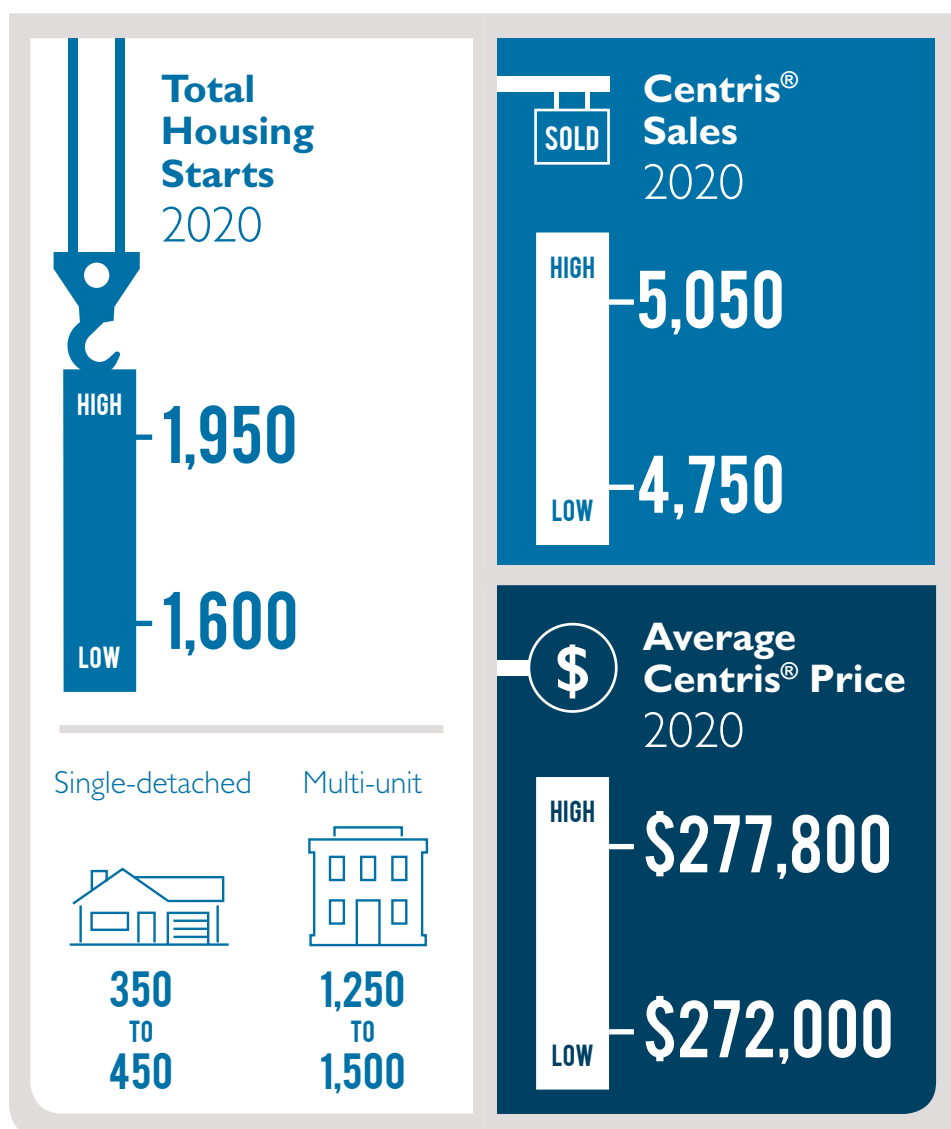 Total
Housing
Starts
2020
HIGH
1,950
1,600
LOW
Single-detached
350
TO
450
Multi-unit
1,250
TO
1,500
SOLD
Centris®
Sales
2020
HIGH
5,050
4,750
LOW
$
Average
Centris® Price
2020
HIGH
$277,800
$272,000
LOW